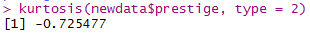 > kurtosis(newdata$prestige, type = 2)
[1] -0.725477